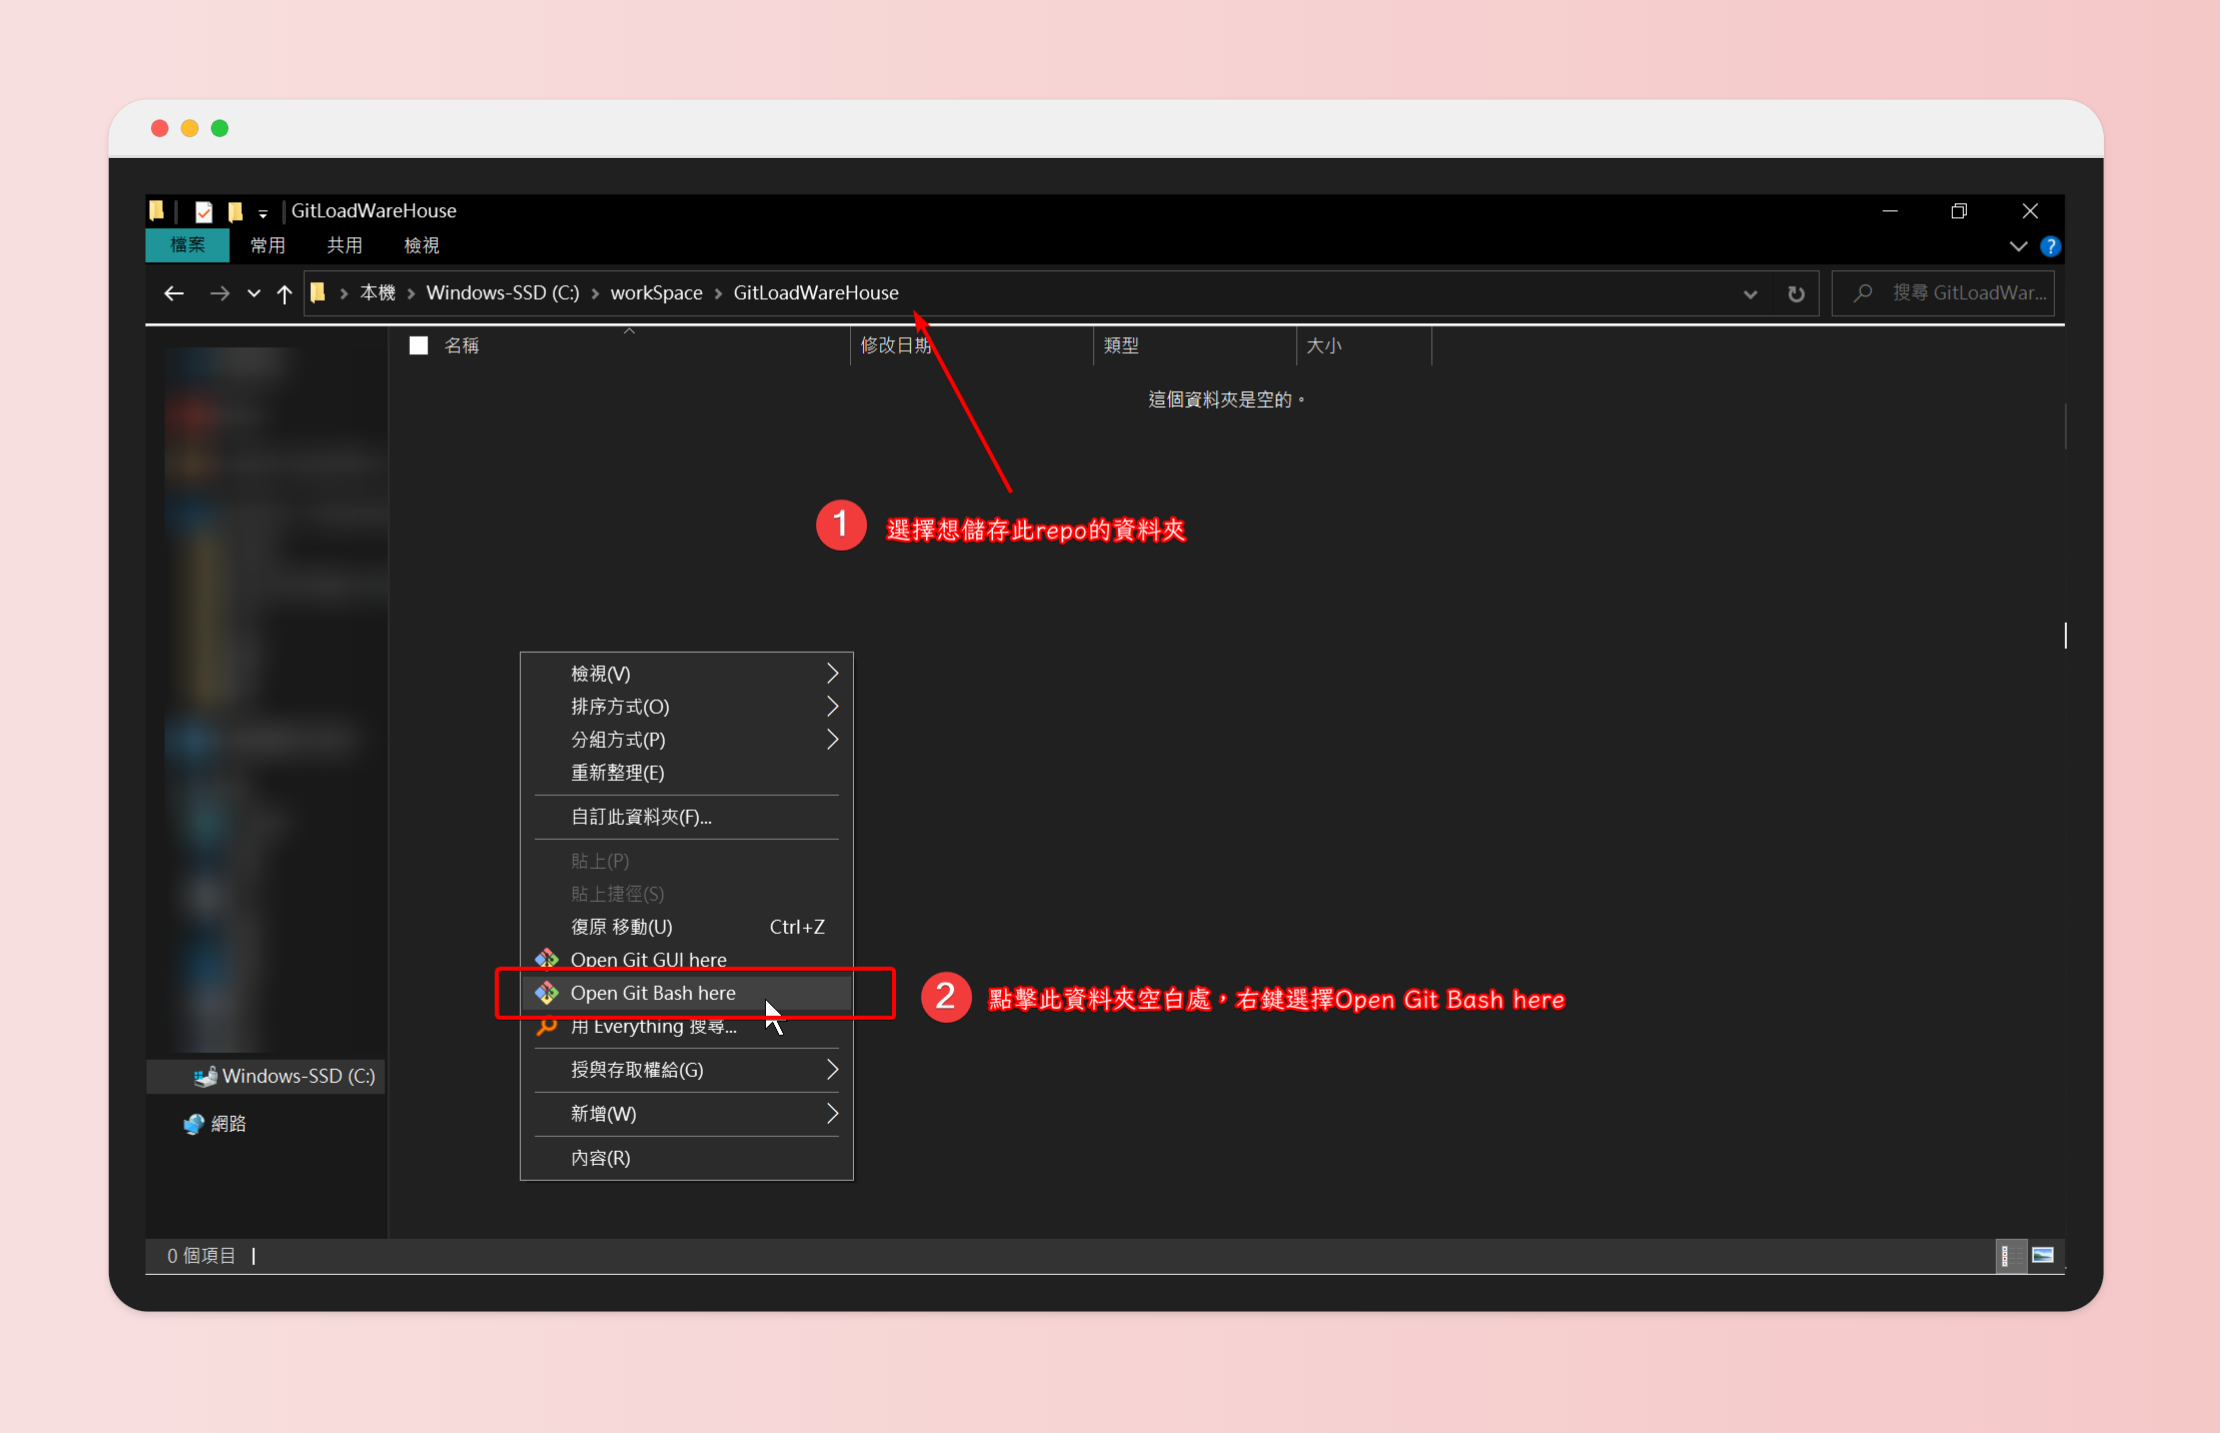 GitLoadWareHouse
檔案 常用 共用 檢視
本機 Windows-SSD (C:) workSpace GitLoadWareHouse 搜尋 GitLoadWar...
名稱 修改日期 類型 大小
這個資料夾是空的。
1 選擇想儲存此repo的資料夾
檢視(V)
排序方式(O)
分組方式(P)
重新整理(E)
自訂此資料夾(F)...
貼上(P)
貼上捷徑(S)
復原 移動(U) Ctrl+Z
Open Git GUI here
Open Git Bash here
2 點擊此資料夾空白處，右鍵選擇Open Git Bash here
用 Everything 搜尋...
授與存取權給(G)
新增(W)
內容(R)
Windows-SSD (C:)
網路
0 個項目